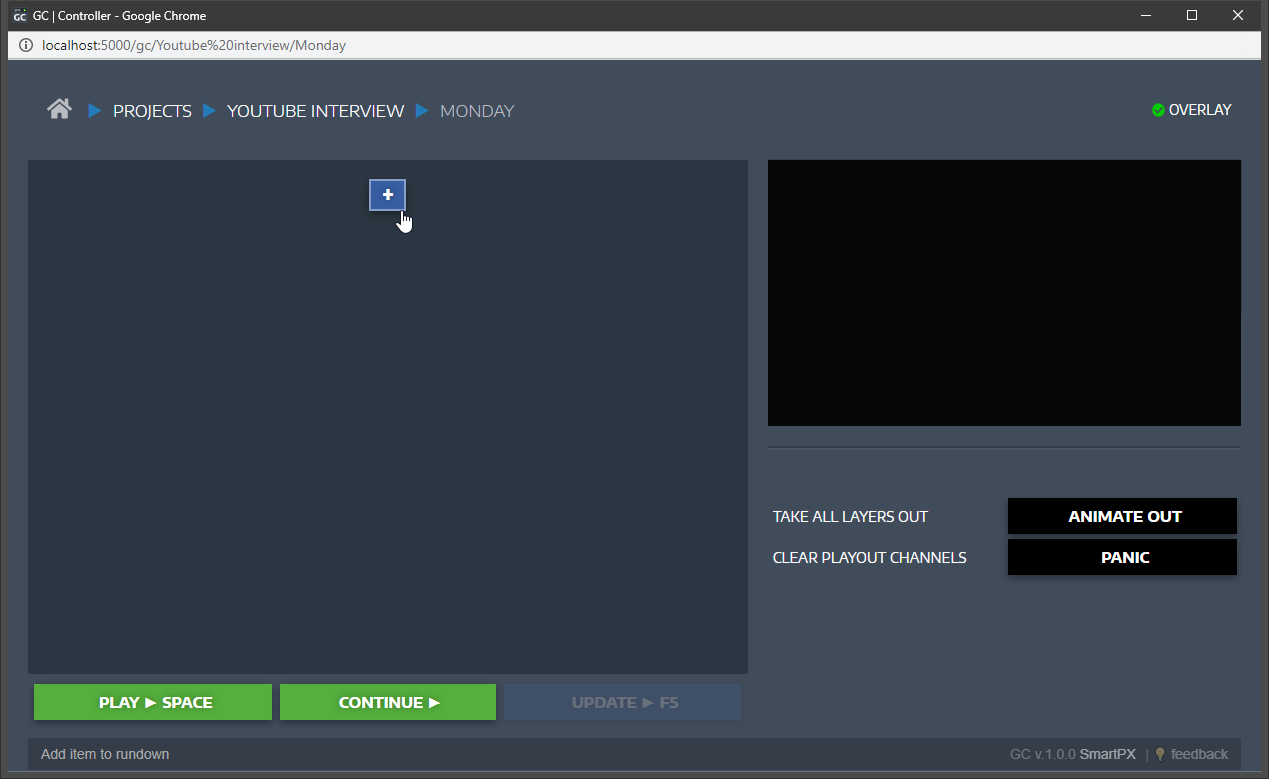 GC GC | Controller - Google Chrome
localhost:5000/gc/Youtube%20interview/Monday
PROJECTS YOUTUBE INTERVIEW MONDAY
OVERLAY
TAKE ALL LAYERS OUT ANIMATE OUT
CLEAR PLAYOUT CHANNELS PANIC
PLAY ► SPACE CONTINUE ► UPDATE ► F5
Add item to rundown GC v.1.0.0 SmartPX | feedback